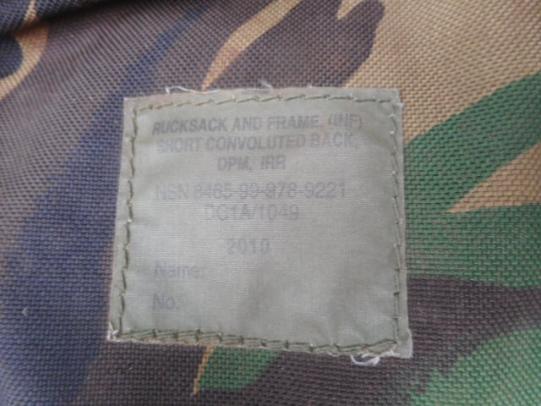 RUCKSACK AND FRAME, (INF)
SHORT CONVOLUTED BACK,
DPM, IRR
NSN 8465-99-978-9221
DC1A/1049
2010
Name:
No.